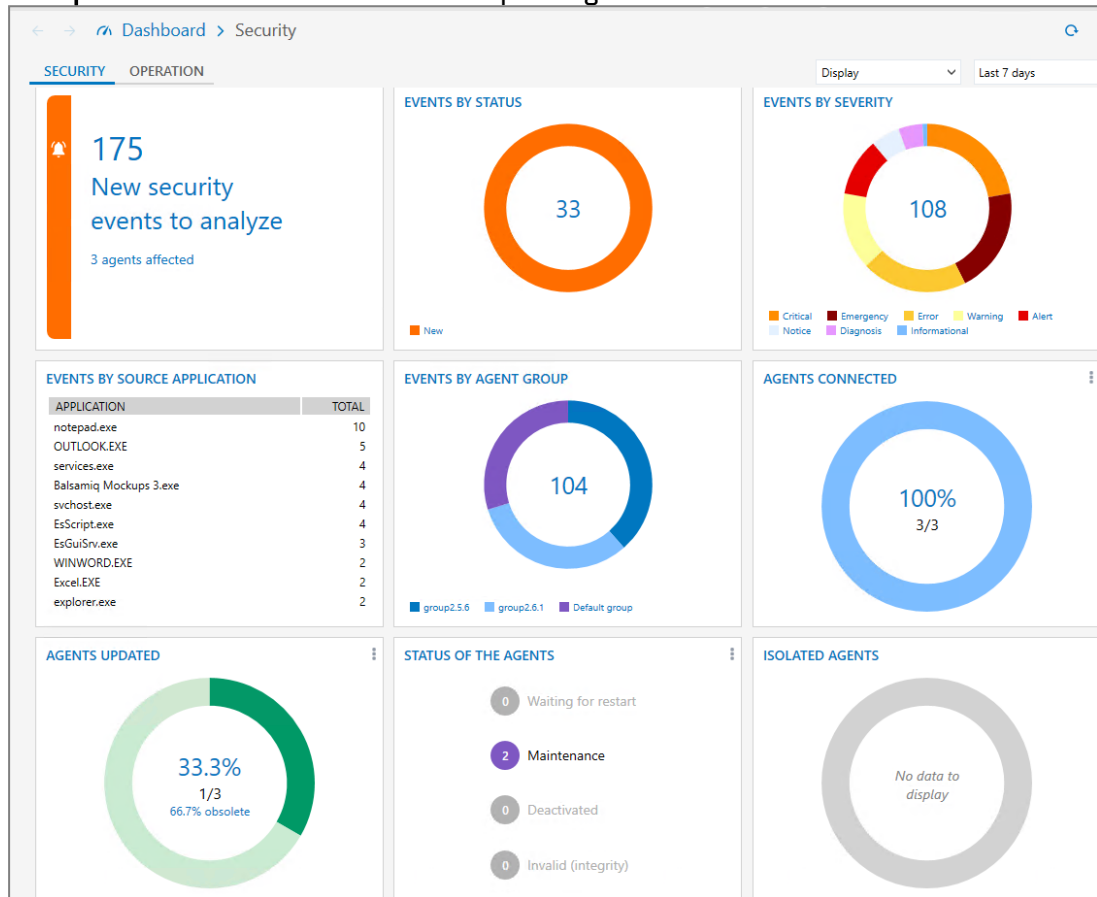 Dashboard > Security
SECURITY OPERATION
Display Last 7 days
175
New security
events to analyze
3 agents affected
EVENTS BY STATUS
33
New
EVENTS BY SEVERITY
108
Critical Emergency Error Warning Alert
Notice Diagnosis Informational
EVENTS BY SOURCE APPLICATION
APPLICATION TOTAL
notepad.exe 10
OUTLOOK.EXE 5
services.exe 4
Balsamiq Mockups 3.exe 4
svchost.exe 4
EsScript.exe 4
EsGuiSrv.exe 3
WINWORD.EXE 2
Excel.EXE 2
explorer.exe 2
EVENTS BY AGENT GROUP
104
group2.5.6 group2.6.1 Default group
AGENTS CONNECTED
100%
3/3
AGENTS UPDATED
33.3%
1/3
66.7% obsolete
STATUS OF THE AGENTS
0 Waiting for restart
2 Maintenance
0 Deactivated
0 Invalid (integrity)
ISOLATED AGENTS
No data to
display